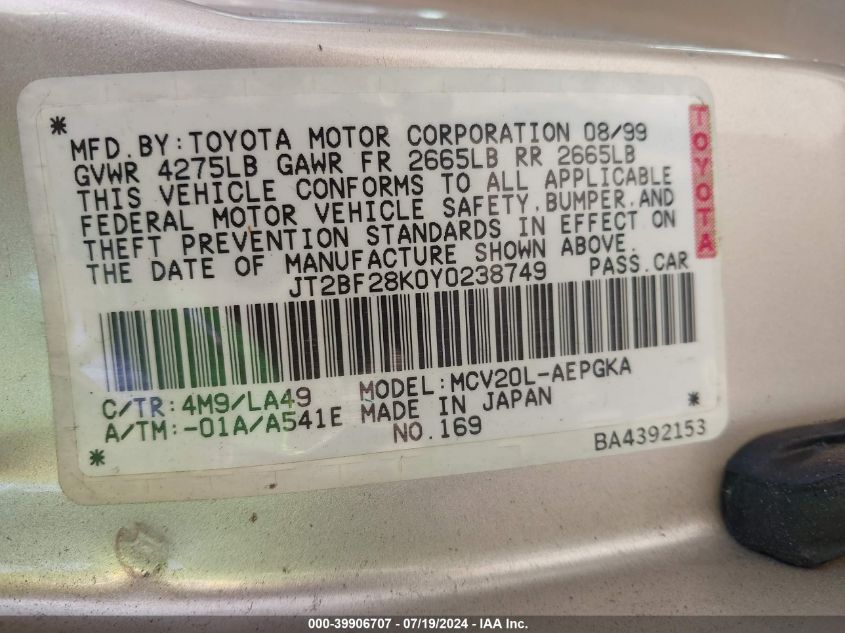 MFD.BY:TOYOTA MOTOR CORPORATION 08/99
GVWR 4275LB GAWR FR 2665LB RR 2665LB
THIS VEHICLE CONFORMS TO ALL APPLICABLE
FEDERAL MOTOR VEHICLE SAFETY,BUMPER,AND
THEFT PREVENTION STANDARDS IN EFFECT ON
THE DATE OF MANUFACTURE SHOWN ABOVE.
JT2BF28K0Y0238749 PASS.CAR
TOYOTA
C/TR:4M9/LA49 MODEL:MCV20L-AEPGKA
A/TM:-01A/A541E MADE IN JAPAN
NO.169
BA4392153
000-39906707 - 07/19/2024 - IAA Inc.